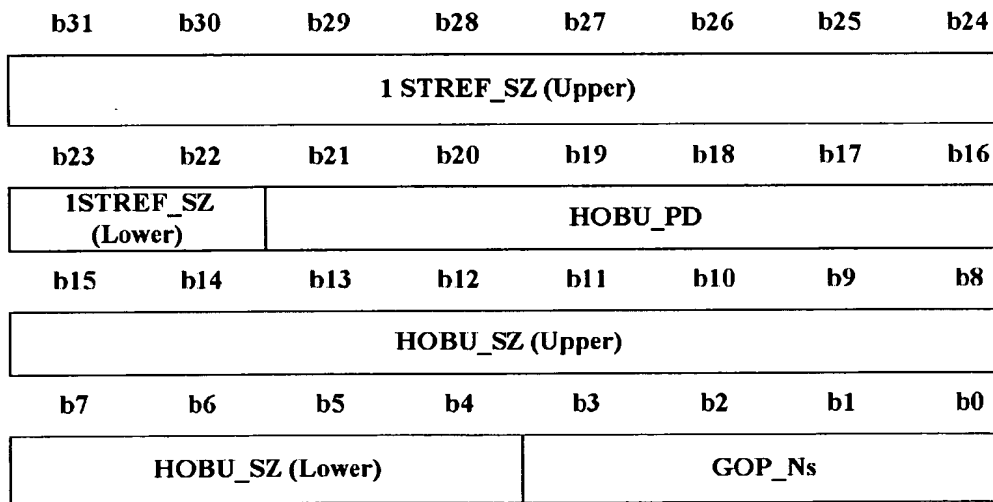 b31 b30 b29 b28 b27 b26 b25 b24
1 STREF_SZ (Upper)
b23 b22 b21 b20 b19 b18 b17 b16
1STREF_SZ
(Lower)
HOBU_PD
b15 b14 b13 b12 b11 b10 b9 b8
HOBU_SZ (Upper)
b7 b6 b5 b4 b3 b2 b1 b0
HOBU_SZ (Lower) GOP_Ns